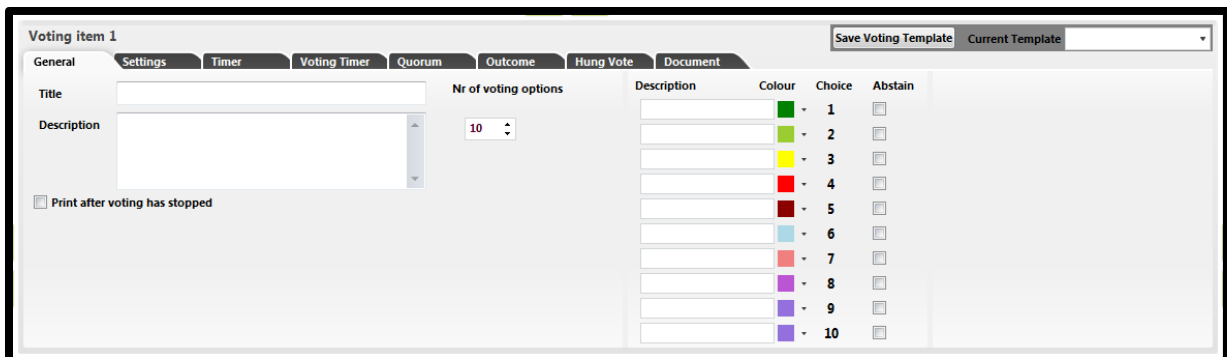 Voting item 1
Save Voting Template Current Template
General Settings Timer Voting Timer Quorum Outcome Hung Vote Document
Title
Nr of voting options
Description Colour Choice Abstain
Description
10
Print after voting has stopped
1
2
3
4
5
6
7
8
9
10